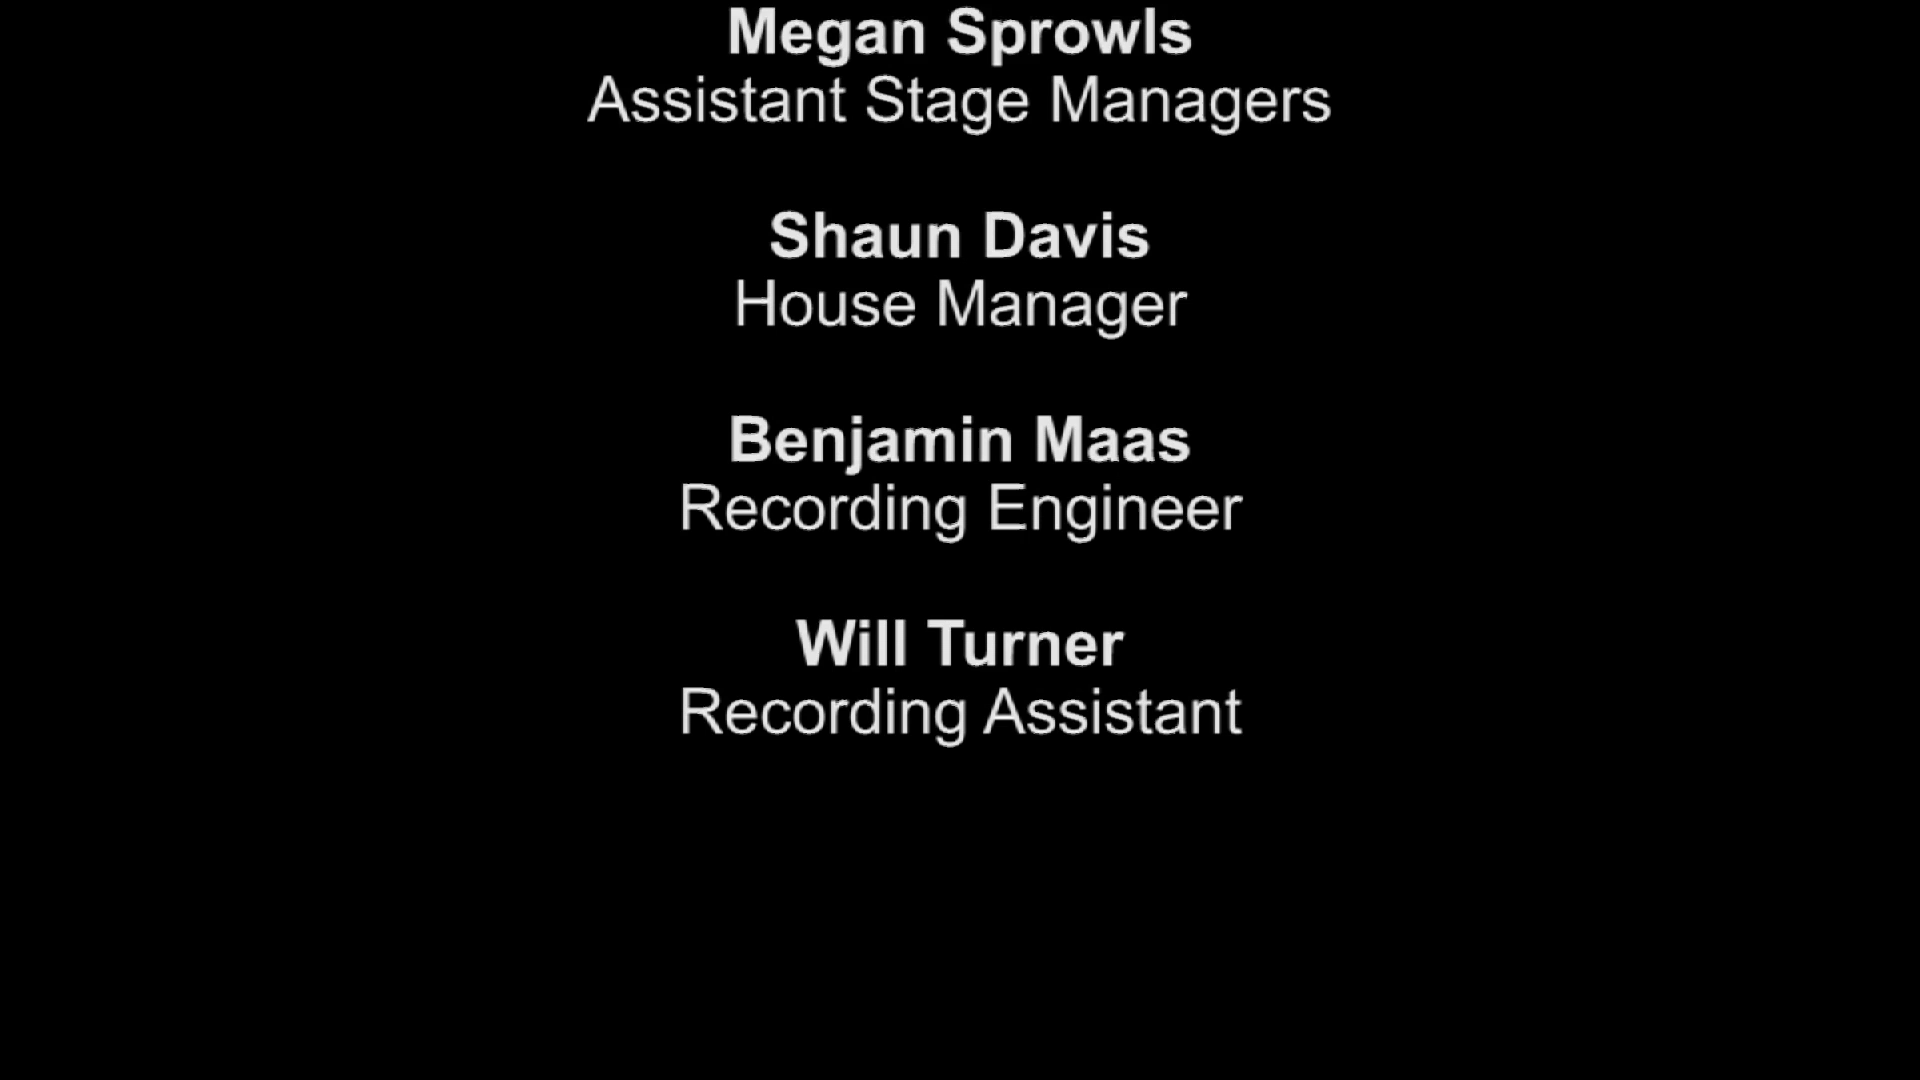 Megan Sprowls
Assistant Stage Managers
Shaun Davis
House Manager
Benjamin Maas
Recording Engineer
Will Turner
Recording Assistant